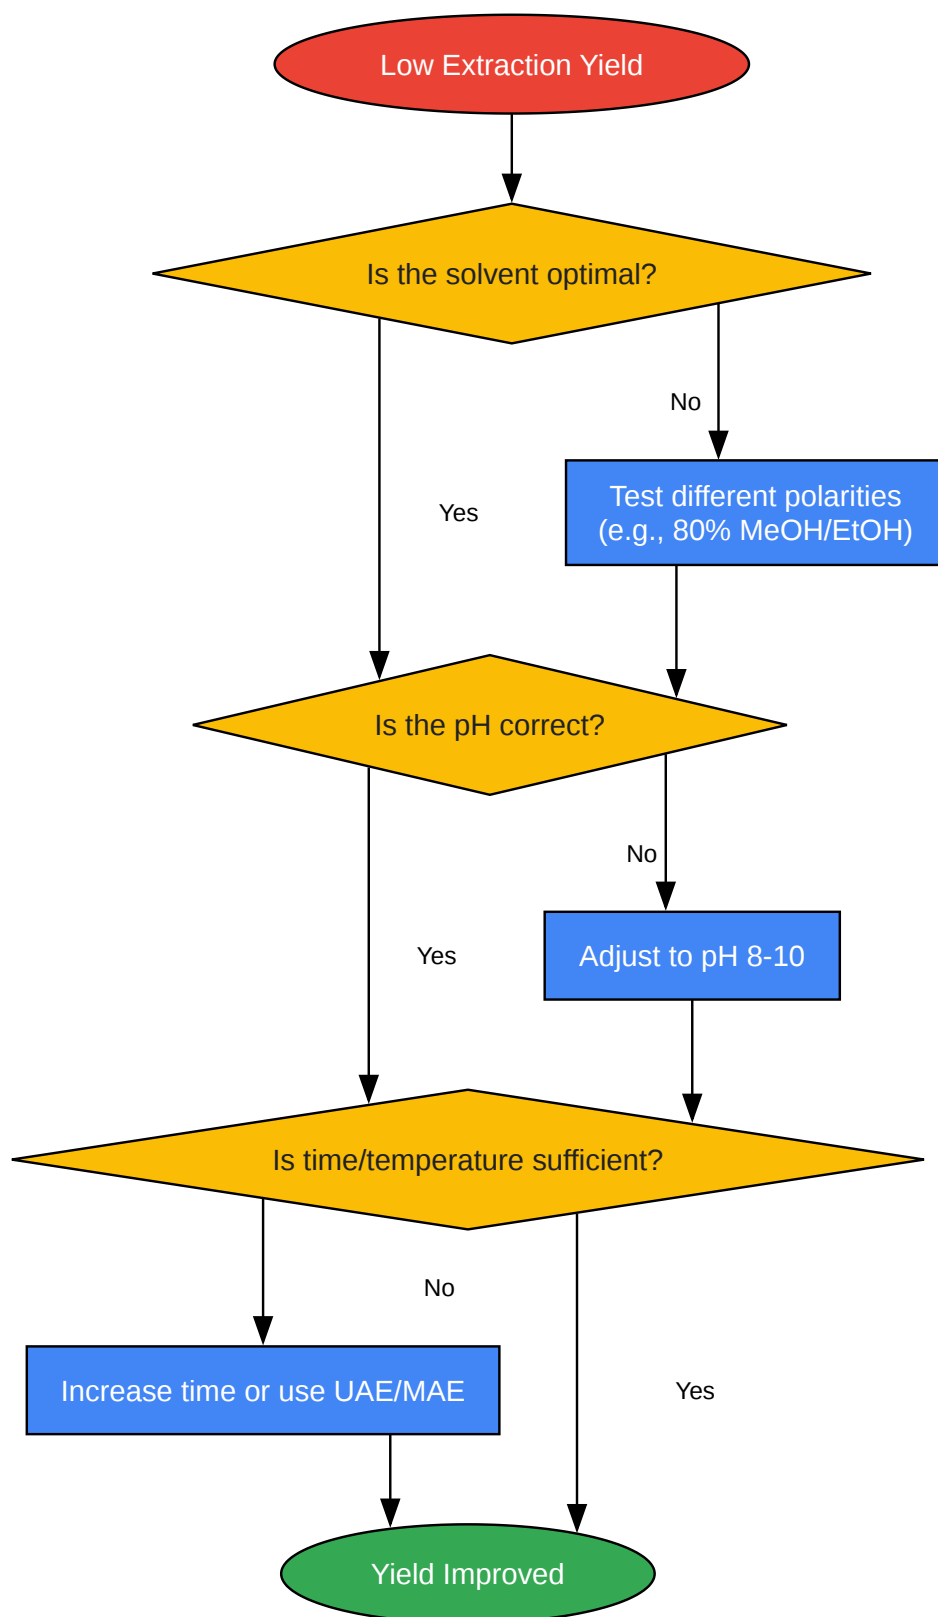 Low Extraction Yield
Is the solvent optimal?
No
Test different polarities
(e.g., 80% MeOH/EtOH)
Yes
Is the pH correct?
No
Adjust to pH 8-10
Yes
Is time/temperature sufficient?
No
Increase time or use UAE/MAE
Yes
Yield Improved